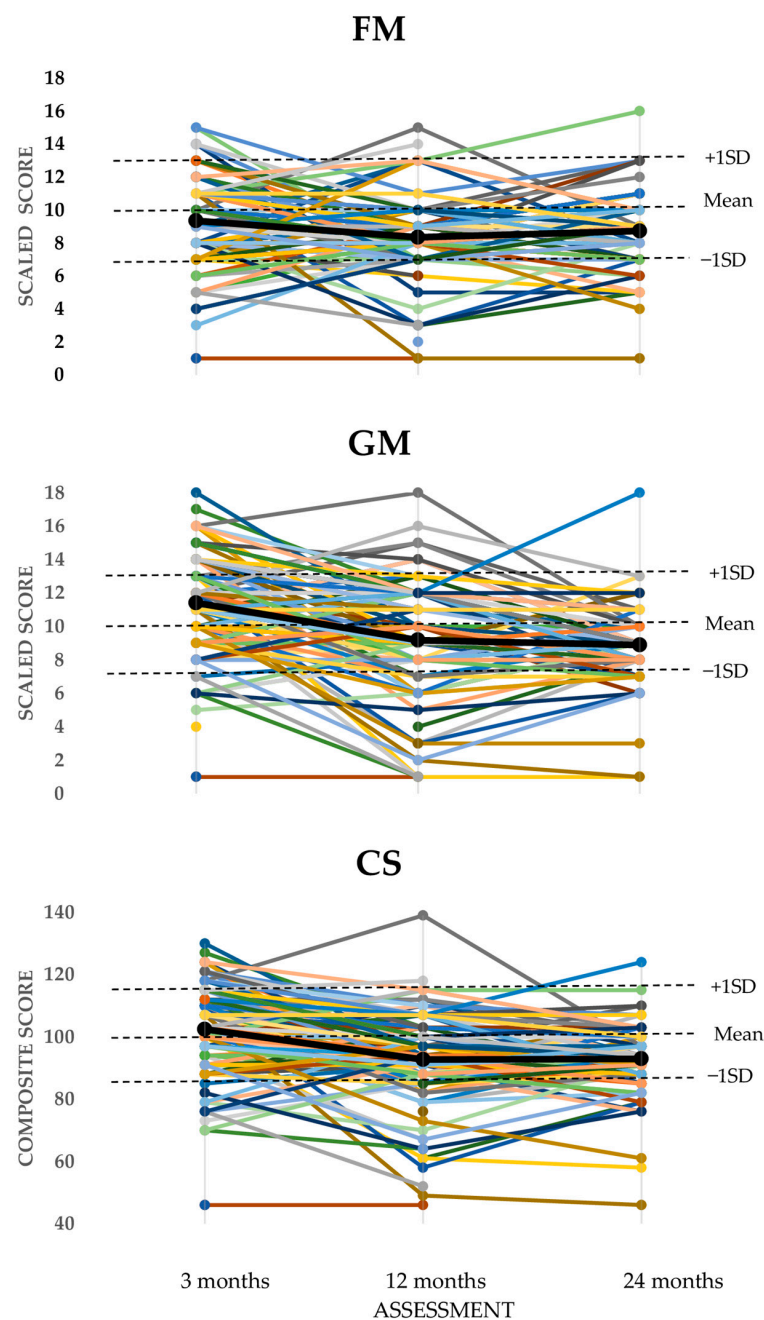 FM
18
16
14
12
10
8
6
4
2
0
SCALED SCORE
+1SD
Mean
−1SD
GM
18
16
14
12
10
8
6
4
2
0
SCALED SCORE
+1SD
Mean
−1SD
CS
140
120
100
80
60
40
COMPOSITE SCORE
+1SD
Mean
−1SD
3 months 12 months 24 months
ASSESSMENT